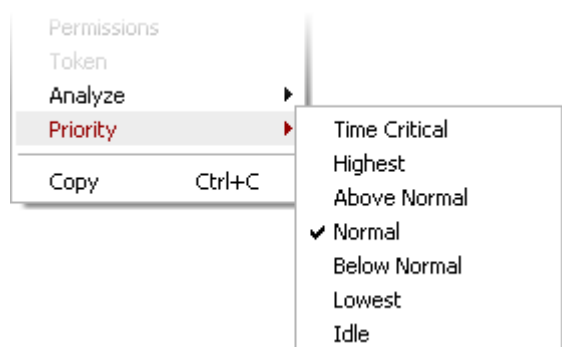 Permissions
Token
Analyze
Priority
Copy Ctrl+C
Time Critical
Highest
Above Normal
Normal
Below Normal
Lowest
Idle